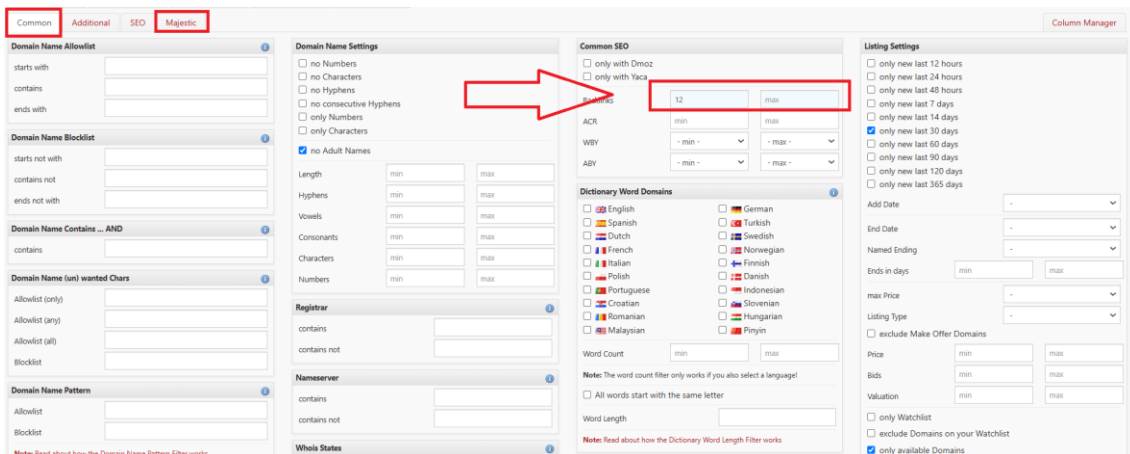 Common Additional SEO Majestic Column Manager
Domain Name Allowlist
starts with
contains
ends with
Domain Name Blocklist
starts not with
contains not
ends not with
Domain Name Contains ... AND
contains
Domain Name (un) wanted Chars
Allowlist (only)
Allowlist (any)
Allowlist (all)
Blocklist
Domain Name Pattern
Allowlist
Blocklist
Note: Read about how the Domain Name Pattern Filter works
Domain Name Settings
no Numbers
no Characters
no Hyphens
no consecutive Hyphens
only Numbers
only Characters
no Adult Names
Length min max
Hyphens min max
Vowels min max
Consonants min max
Characters min max
Numbers min max
Registrar
contains
contains not
Nameserver
contains
contains not
Whois States
Common SEO
only with Dmoz
only with Yaca
Backlinks 12 max
ACR min max
WBY - min - - max -
ABY - min - - max -
Dictionary Word Domains
English German
Spanish Turkish
Dutch Swedish
French Norwegian
Italian Finnish
Polish Danish
Portuguese Indonesian
Croatian Slovenian
Romanian Hungarian
Malaysian Pinyin
Word Count min max
Note: The word count filter only works if you also select a language!
All words start with the same letter
Word Length
Note: Read about how the Dictionary Word Length Filter works
Listing Settings
only new last 12 hours
only new last 24 hours
only new last 48 hours
only new last 7 days
only new last 14 days
only new last 30 days
only new last 60 days
only new last 90 days
only new last 120 days
only new last 365 days
Add Date -
End Date -
Named Ending -
Ends in days min max
max Price -
Listing Type -
exclude Make Offer Domains
Price min max
Bids min max
Valuation min max
only Watchlist
exclude Domains on your Watchlist
only available Domains